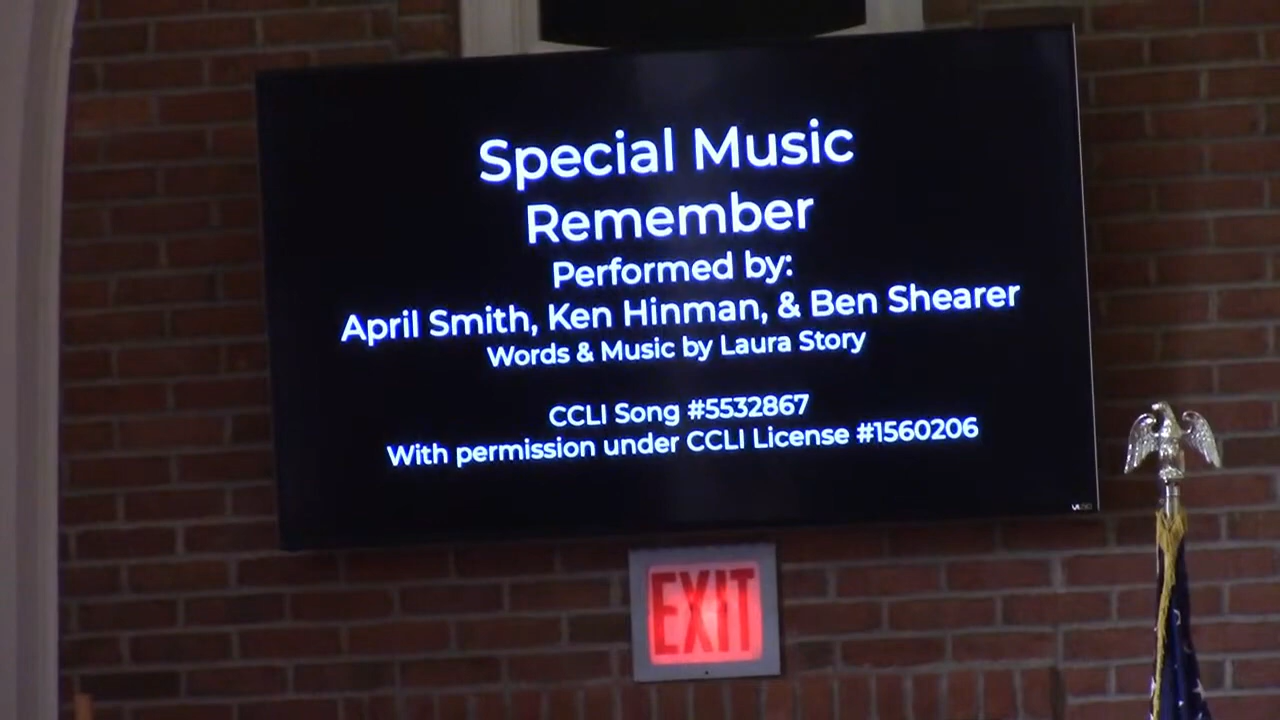 Special Music
Remember
Performed by:
April Smith, Ken Hinman, & Ben Shearer
Words & Music by Laura Story
CCLI Song #5532867
With permission under CCLI License #1560206
VIZIO
EXIT